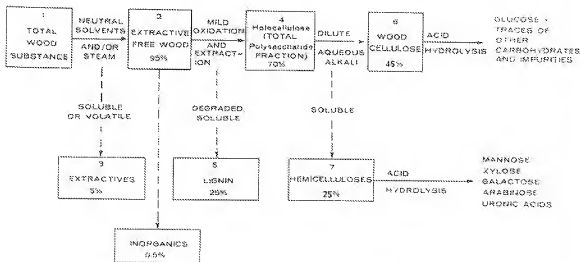 1
TOTAL
WOOD
SUBSTANCE
NEUTRAL
SOLVENTS
AND/OR
STEAM
EXTRACTIVE
FREE WOOD
95%
MILD
OXIDATION
AND
EXTRACT-
ION
4
Holocellulose
(TOTAL
Polysaccharide
FRACTION)
70%
DILUTE
AQUEOUS
ALKALI
6
WOOD
CELLULOSE
45%
ACID
HYDROLYSIS
GLUCOSE +
TRACES OF
OTHER
CARBOHYDRATES
AND IMPURITIES
SOLUBLE
OR VOLATILE
DEGRADED,
SOLUBLE
SOLUBLE
EXTRACTIVES
5%
5
LIGNIN
25%
7
HEMICELLULOSES
25%
ACID
HYDROLYSIS
MANNOSE
XYLOSE
GALACTOSE
ARABINOSE
URONIC ACIDS
INORGANICS
0.5%